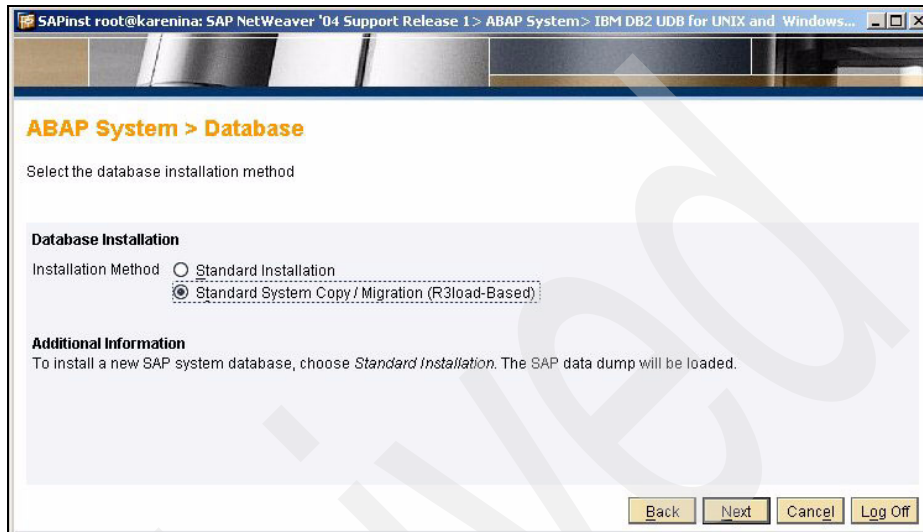 SAPinst root@karenina: SAP NetWeaver '04 Support Release 1> ABAP System> IBM DB2 UDB for UNIX and Windows...
ABAP System > Database
Select the database installation method
Database Installation
Installation Method Standard Installation
Standard System Copy / Migration (R3load-Based)
Additional Information
To install a new SAP system database, choose Standard Installation. The SAP data dump will be loaded.
Back Next Cancel Log Off